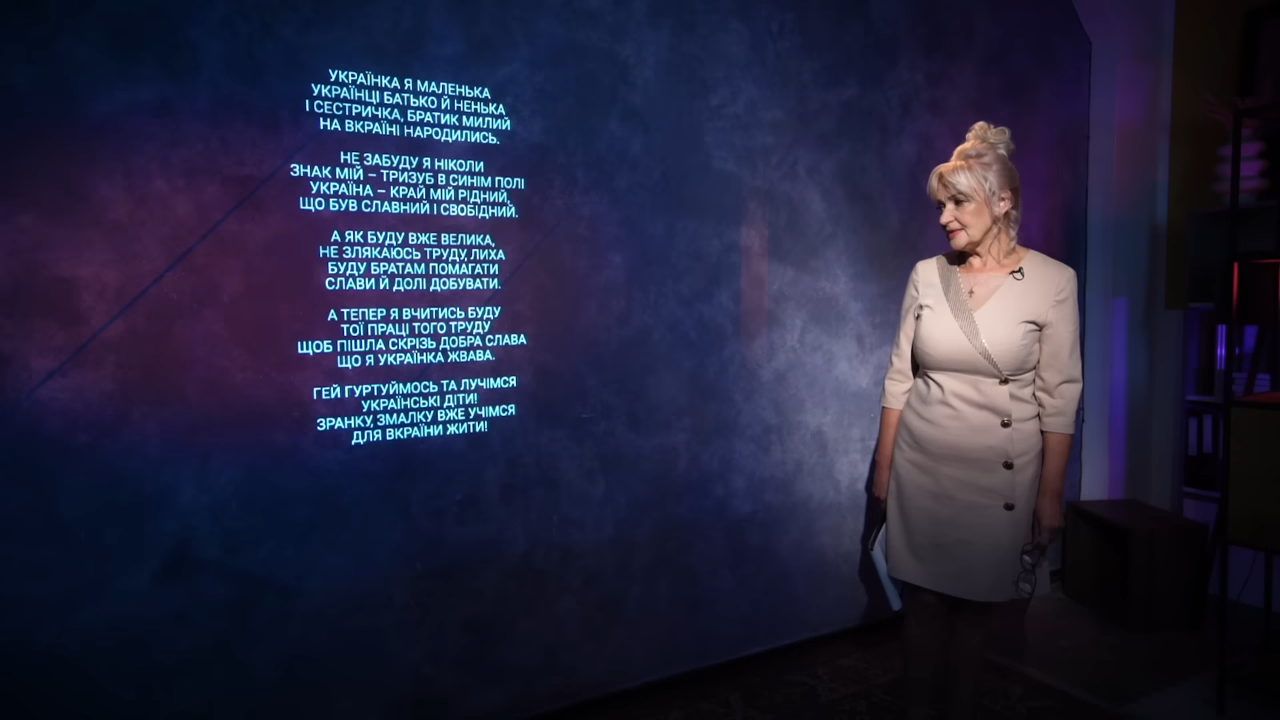 УКРАЇНКА Я МАЛЕНЬКА
УКРАЇНЦІ БАТЬКО Й НЕНЬКА
І СЕСТРИЧКА, БРАТИК МИЛИЙ
НА ВКРАЇНІ НАРОДИЛИСЬ.
НЕ ЗАБУДУ Я НІКОЛИ
ЗНАК МІЙ – ТРИЗУБ В СИНІМ ПОЛІ
УКРАЇНА – КРАЙ МІЙ РІДНИЙ,
ЩО БУВ СЛАВНИЙ І СВОБІДНИЙ.
А ЯК БУДУ ВЖЕ ВЕЛИКА,
НЕ ЗЛЯКАЮСЬ ТРУДУ, ЛИХА
БУДУ БРАТАМ ПОМАГАТИ
СЛАВИ Й ДОЛІ ДОБУВАТИ.
А ТЕПЕР Я ВЧИТИСЬ БУДУ
ТОЇ ПРАЦІ ТОГО ТРУДУ
ЩОБ ПІШЛА СКРІЗЬ ДОБРА СЛАВА
ЩО Я УКРАЇНКА ЖВАВА.
ГЕЙ ГУРТУЙМОСЬ ТА ЛУЧІМСЯ
УКРАЇНСЬКІ ДІТИ!
ЗРАНКУ, ЗМАЛКУ ВЖЕ УЧІМСЯ
ДЛЯ ВКРАЇНИ ЖИТИ!